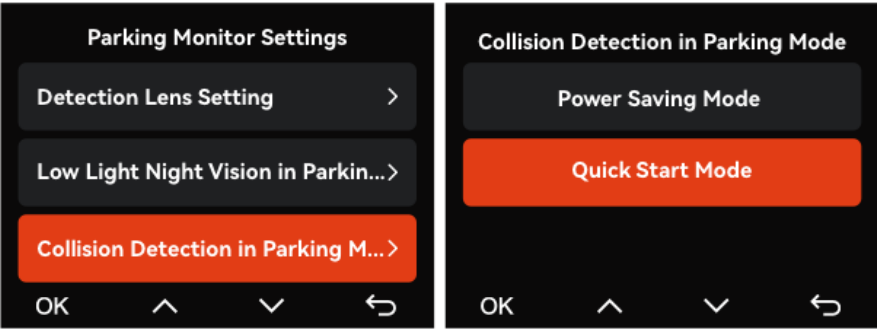 Parking Monitor Settings
Detection Lens Setting
Low Light Night Vision in Parkin...
Collision Detection in Parking M...
OK
Collision Detection in Parking Mode
Power Saving Mode
Quick Start Mode
OK